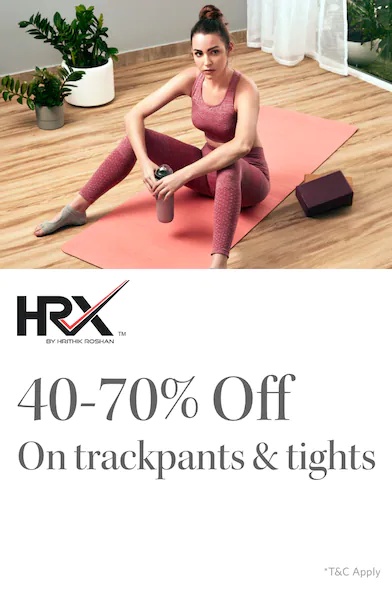 HRX
TM
BY HRITHIK ROSHAN
40-70% Off
On trackpants & tights
*T&C Apply